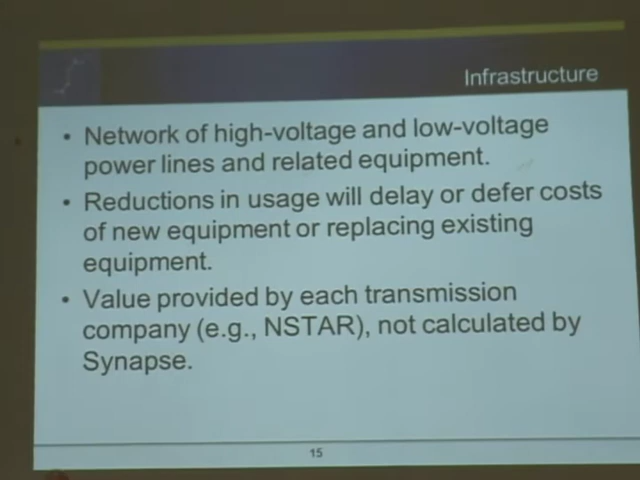 Infrastructure
• Network of high-voltage and low-voltage
power lines and related equipment.
• Reductions in usage will delay or defer costs
of new equipment or replacing existing
equipment.
• Value provided by each transmission
company (e.g., NSTAR), not calculated by
Synapse.
15